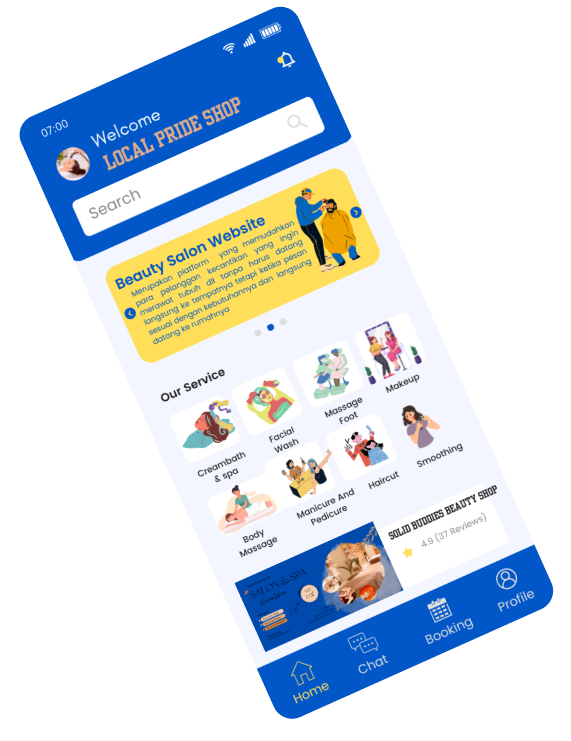 07:00
Welcome
LOCAL PRIDE SHOP
Search
Beauty Salon Website
Merupakan platform yang memudahkan
para pelanggan kecantikan yang ingin
merawat tubuh dll tanpa harus datang
langsung ke tempatnya tetapi ketika pesan
sesuai dengan kebutuhannya dan langsung
datang ke rumahnya
Our Service
Creambath
& spa
Facial
Wash
Massage
Foot
Makeup
Body
Massage
Manicure And
Pedicure
Haircut
Smoothing
SALON & SPA
SOLID BUDDIES BEAUTY SHOP
4.9 (37 Reviews)
Home
Chat
Booking
Profile